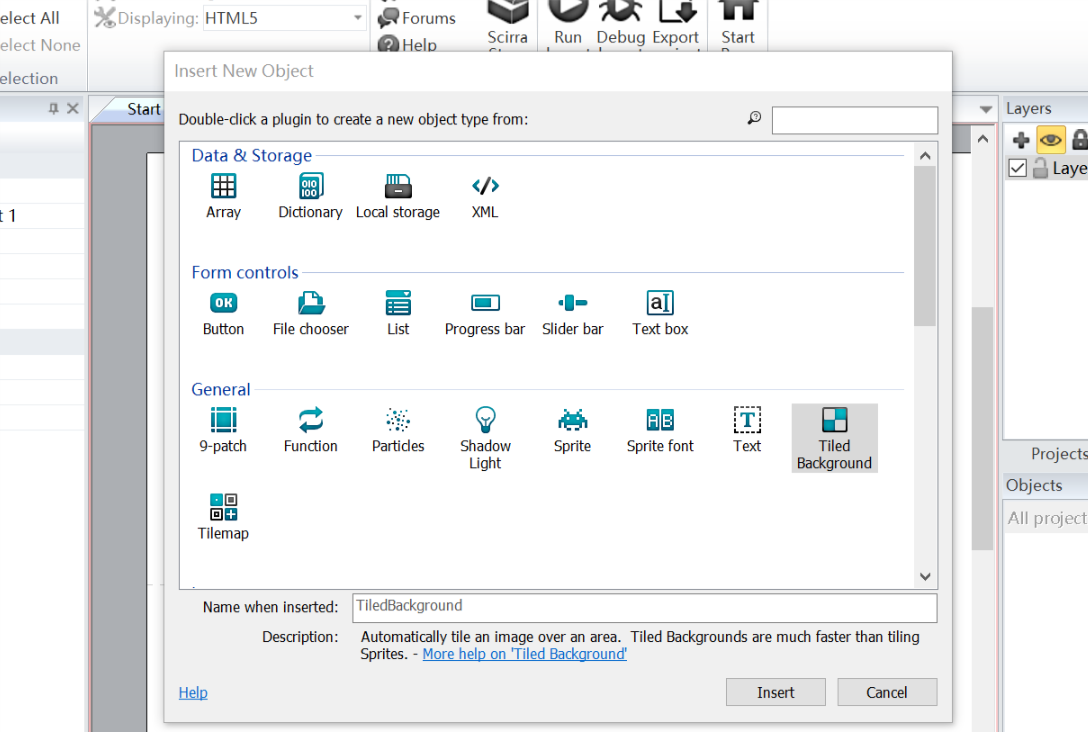 elect All
Displaying: HTML5
Forums
elect None
Help
Scirra
Run
Debug
Export
Start
election
Insert New Object
Start
Layers
Double-click a plugin to create a new object type from:
Data & Storage
Laye
Array
Dictionary
Local storage
XML
t 1
Form controls
OK
aI
Button
File chooser
List
Progress bar
Slider bar
Text box
General
AB
T
9-patch
Function
Particles
Shadow
Light
Sprite
Sprite font
Text
Tiled
Background
Projects
Objects
All project
Tilemap
Name when inserted: TiledBackground
Description: Automatically tile an image over an area. Tiled Backgrounds are much faster than tiling
Sprites. - More help on 'Tiled Background'
Help
Insert
Cancel